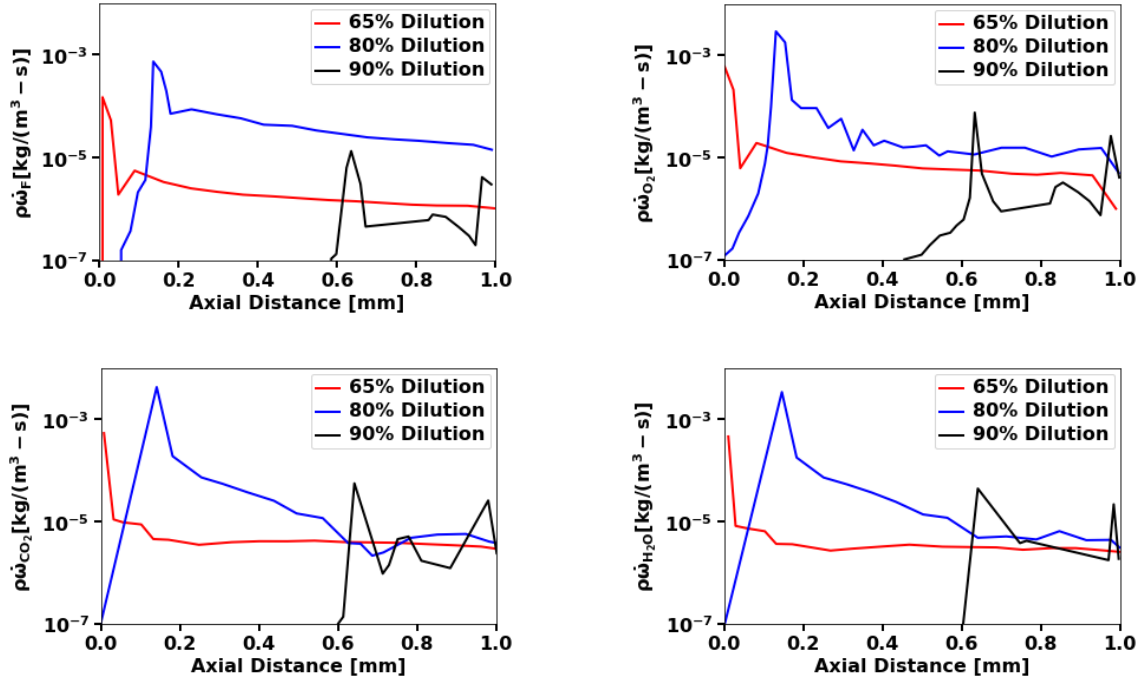 65% Dilution
80% Dilution
90% Dilution
10⁻³
10⁻⁵
10⁻⁷
ρω̇_F[kg/(m³ − s)]
0.0 0.2 0.4 0.6 0.8 1.0
Axial Distance [mm]
65% Dilution
80% Dilution
90% Dilution
10⁻³
10⁻⁵
10⁻⁷
ρω̇_O₂[kg/(m³ − s)]
0.0 0.2 0.4 0.6 0.8 1.0
Axial Distance [mm]
65% Dilution
80% Dilution
90% Dilution
10⁻³
10⁻⁵
10⁻⁷
ρω̇_CO₂[kg/(m³ − s)]
0.0 0.2 0.4 0.6 0.8 1.0
Axial Distance [mm]
65% Dilution
80% Dilution
90% Dilution
10⁻³
10⁻⁵
10⁻⁷
ρω̇_H₂O[kg/(m³ − s)]
0.0 0.2 0.4 0.6 0.8 1.0
Axial Distance [mm]